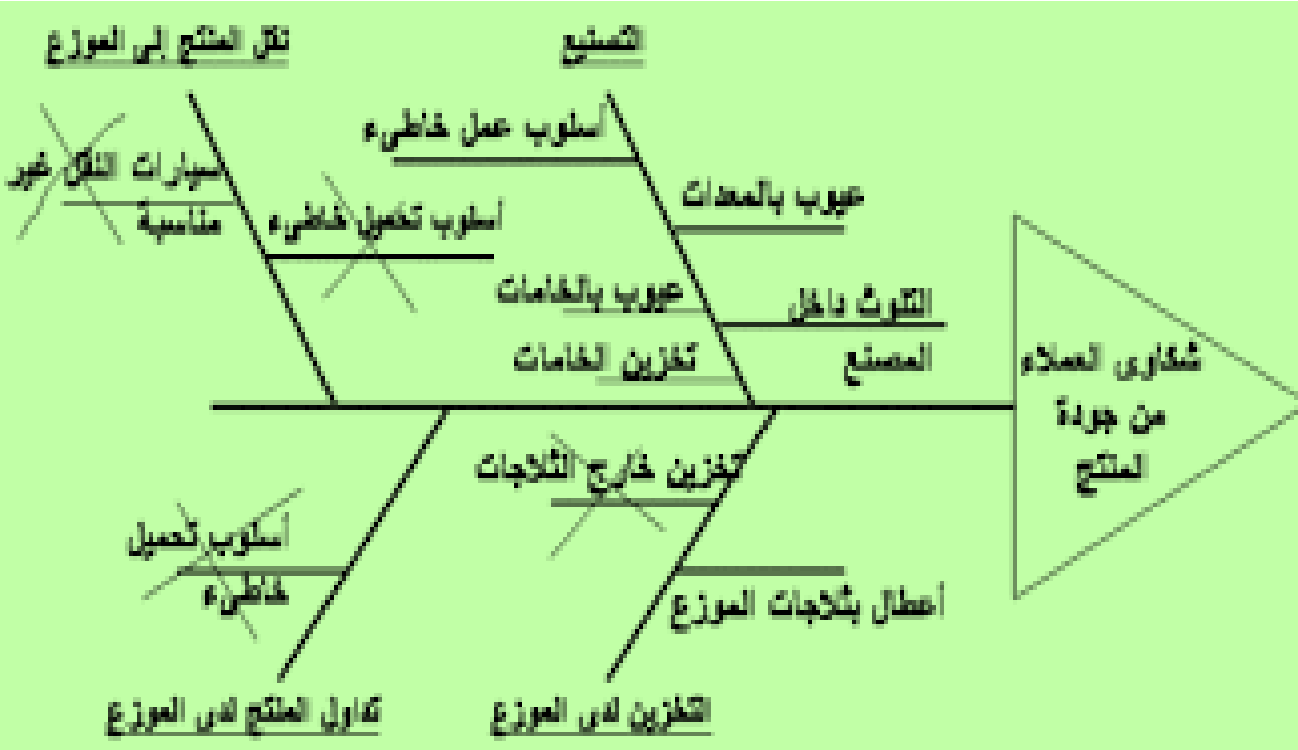 نقل المنتج إلى الموزع
التصنيع
أسلوب عمل خاطىء
سيارات النقل غير
مناسبة
أسلوب تحميل خاطىء
عيوب بالمعدات
عيوب بالخامات
التلوث داخل
المصنع
تخزين الخامات
شكاوى العملاء
من جودة
المنتج
تخزين خارج الثلاجات
أسلوب تحميل
خاطىء
أعطال بثلاجات الموزع
تداول المنتج لدى الموزع
التخزين لدى الموزع